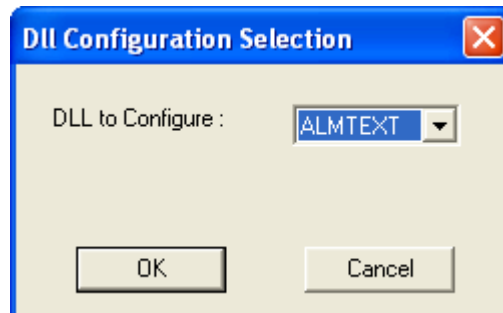 Dll Configuration Selection
DLL to Configure : ALMTEXT
OK Cancel